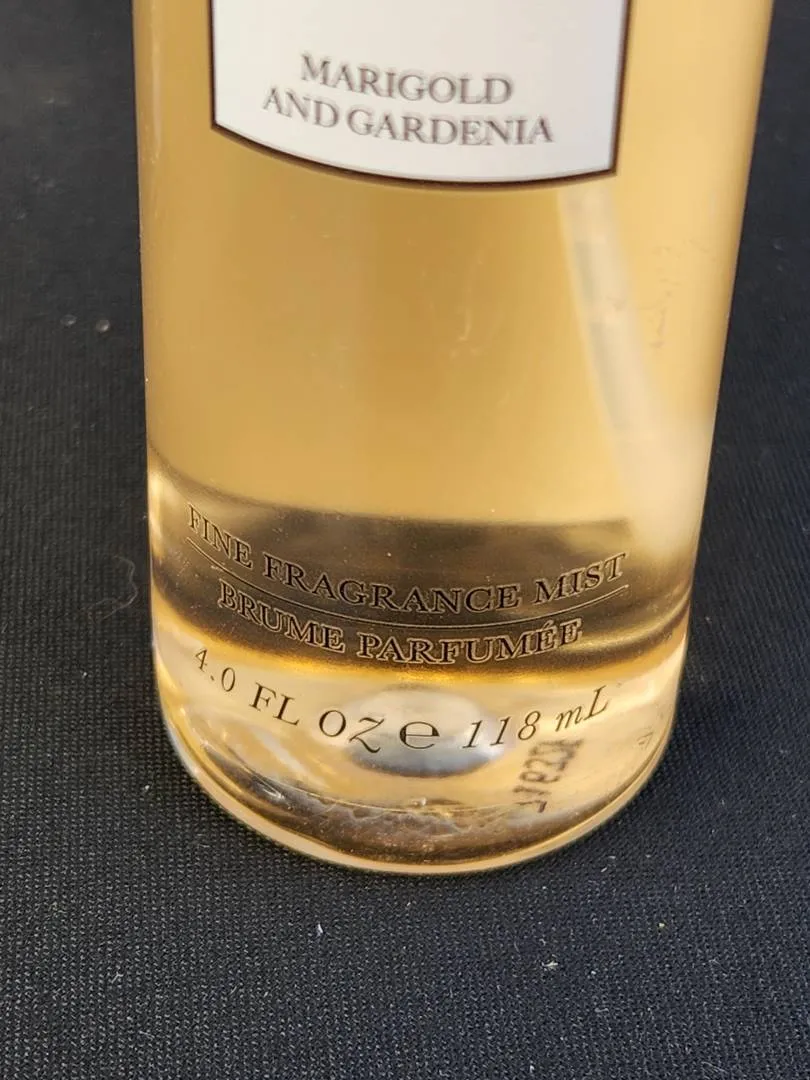 MARIGOLD
AND GARDENIA
FINE FRAGRANCE MIST
BRUME PARFUMÉE
4.0 FL OZ ℮ 118 mL